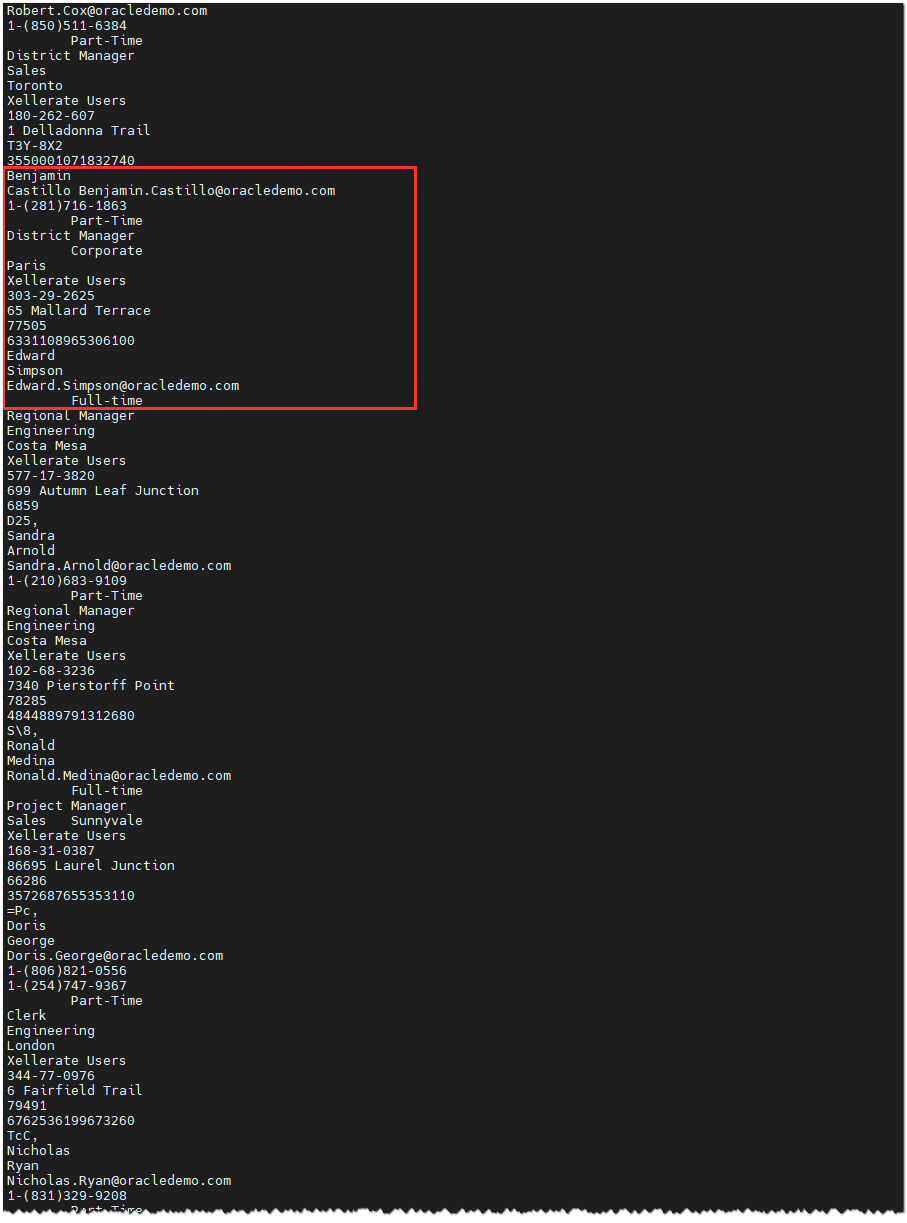 Robert.Cox@oracledemo.com
1-(850)511-6384
Part-Time
District Manager
Sales
Toronto
Xellerate Users
180-262-607
1 Delladonna Trail
T3Y-8X2
3550001071832740
Benjamin
Castillo Benjamin.Castillo@oracledemo.com
1-(281)716-1863
Part-Time
District Manager
Corporate
Paris
Xellerate Users
303-29-2625
65 Mallard Terrace
77505
6331108965306100
Edward
Simpson
Edward.Simpson@oracledemo.com
Full-time
Regional Manager
Engineering
Costa Mesa
Xellerate Users
577-17-3820
699 Autumn Leaf Junction
6859
D25,
Sandra
Arnold
Sandra.Arnold@oracledemo.com
1-(210)683-9109
Part-Time
Regional Manager
Engineering
Costa Mesa
Xellerate Users
102-68-3236
7340 Pierstorff Point
78285
4844889791312680
S\8,
Ronald
Medina
Ronald.Medina@oracledemo.com
Full-time
Project Manager
Sales   Sunnyvale
Xellerate Users
168-31-0387
86695 Laurel Junction
66286
3572687655353110
=Pc,
Doris
George
Doris.George@oracledemo.com
1-(806)821-0556
1-(254)747-9367
Part-Time
Clerk
Engineering
London
Xellerate Users
344-77-0976
6 Fairfield Trail
79491
6762536199673260
TcC,
Nicholas
Ryan
Nicholas.Ryan@oracledemo.com
1-(831)329-9208
Part-Time